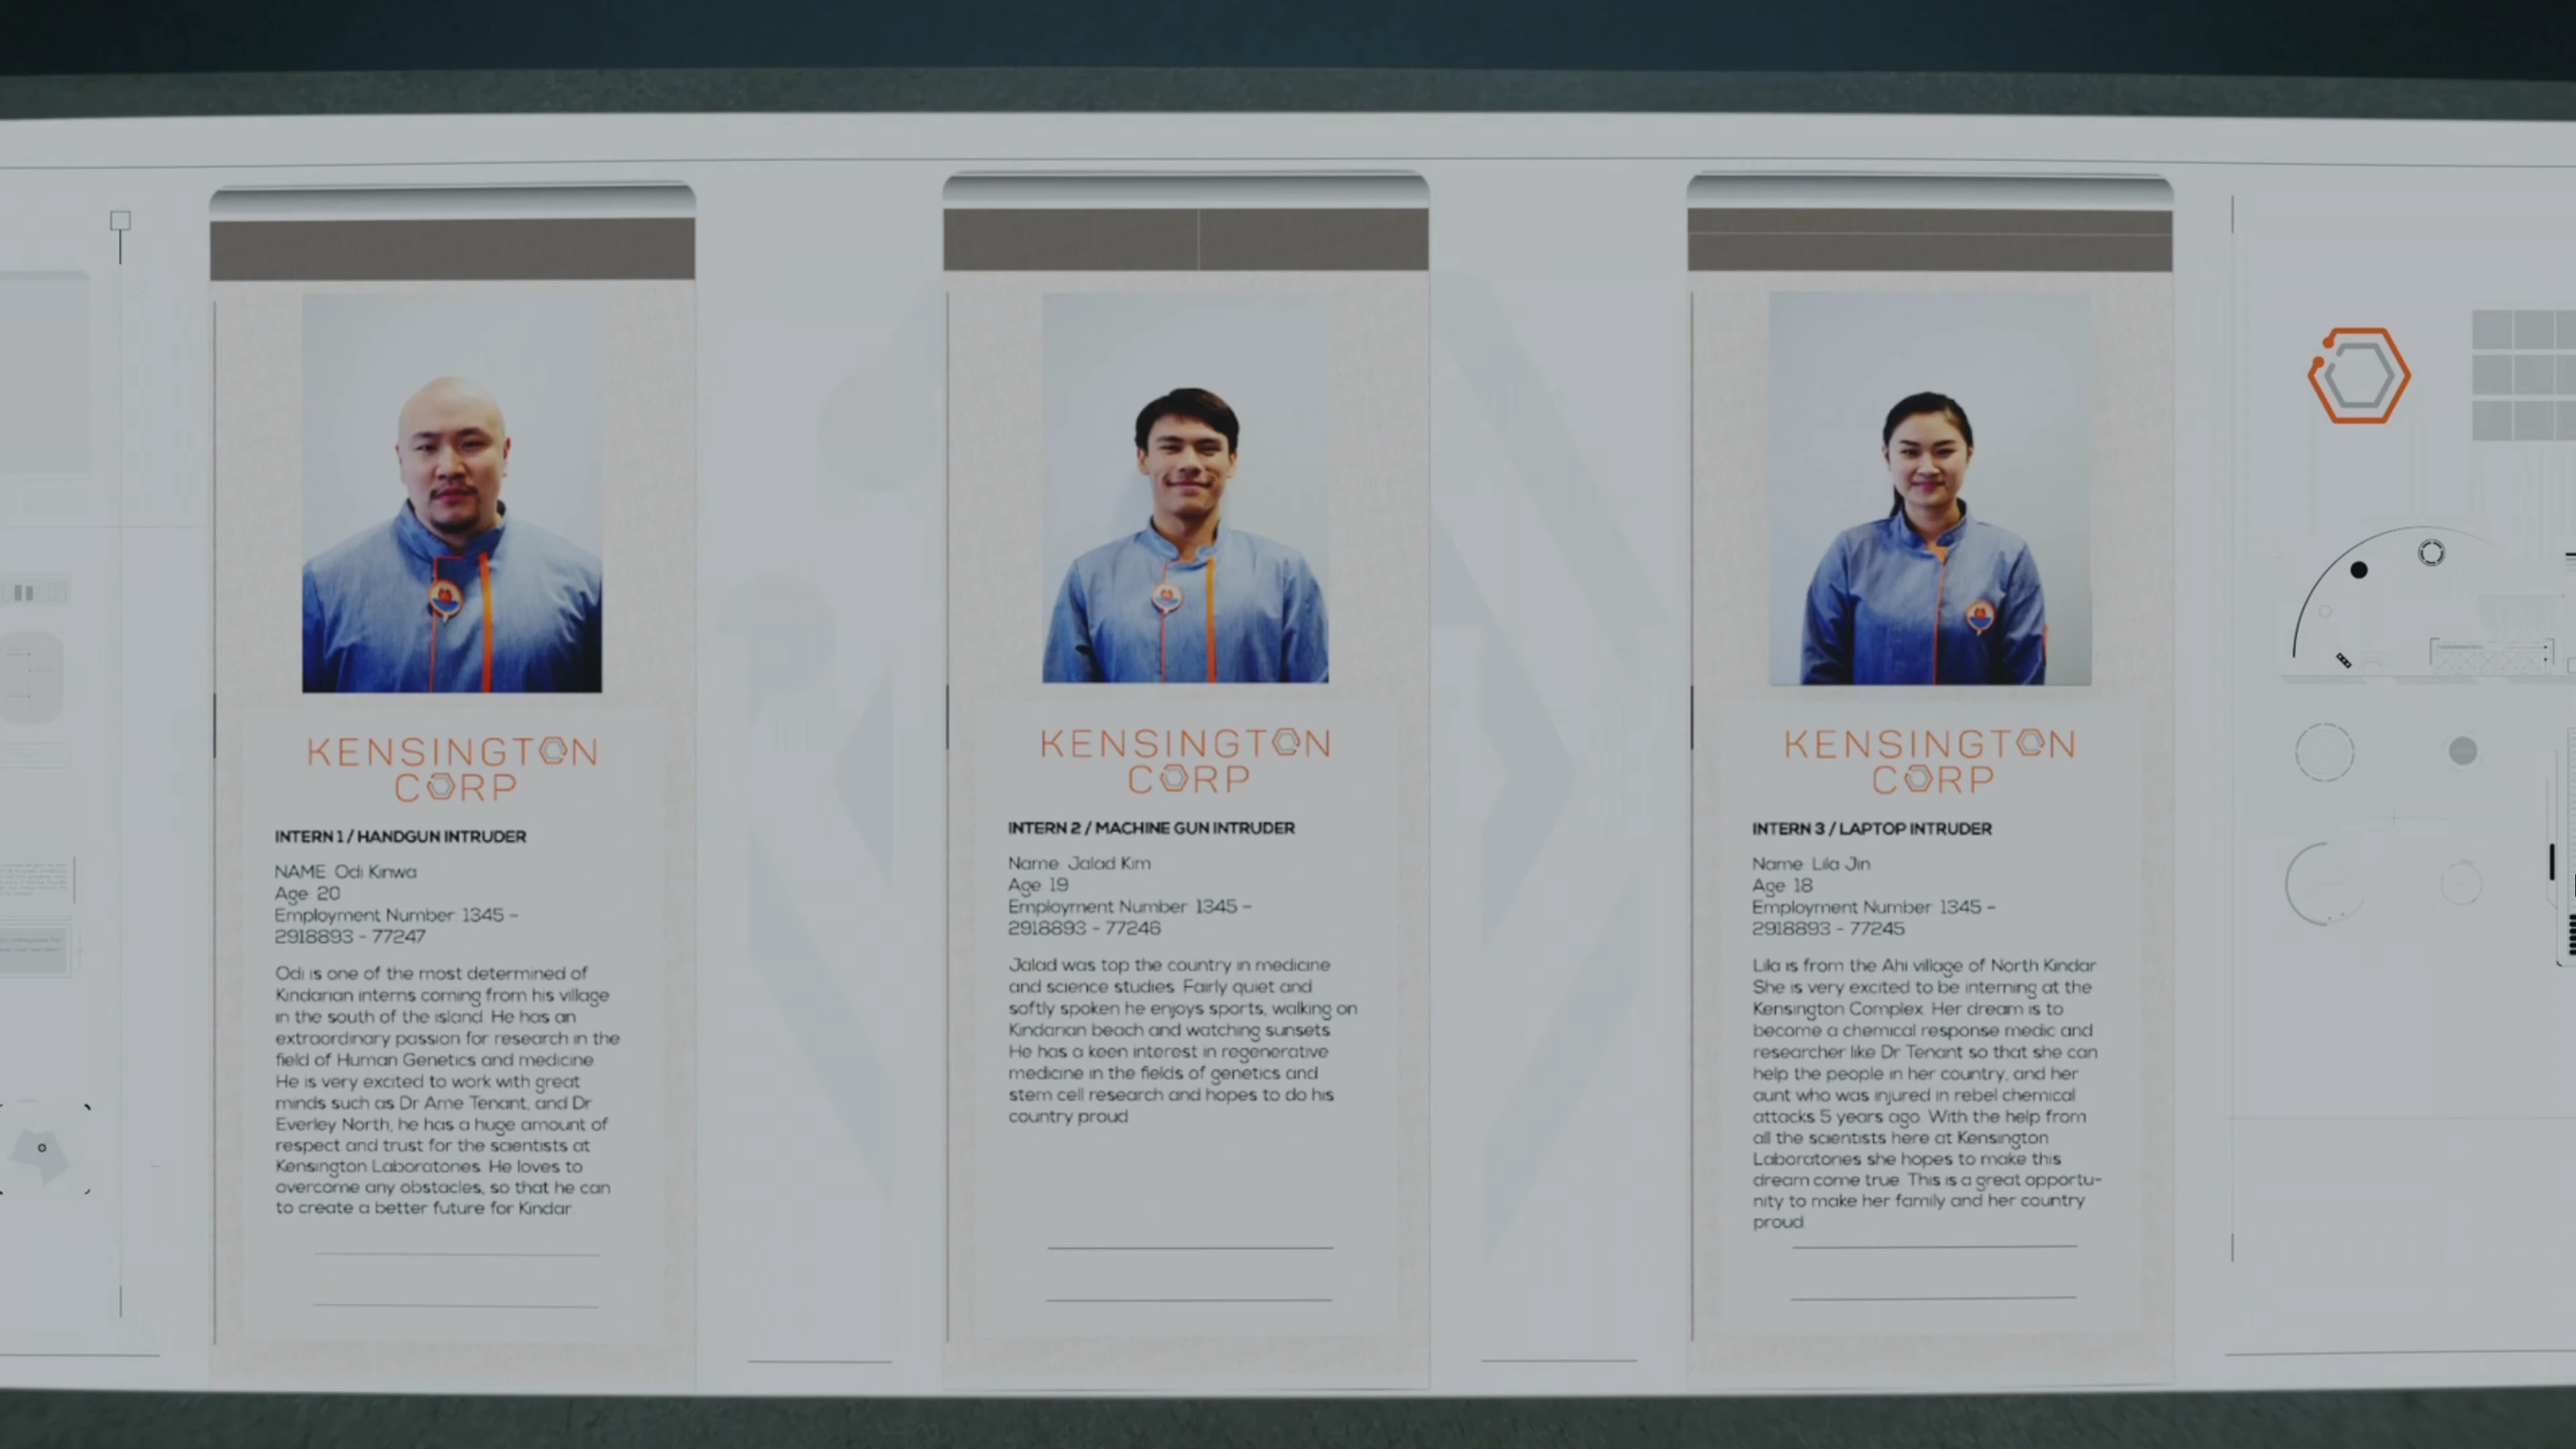 KENSINGTON
CORP
INTERN 1 / HANDGUN INTRUDER
NAME: Odi Kinwa
Age: 20
Employment Number: 1345 -
2918893 - 77247
Odi is one of the most determined of
Kindarian interns coming from his village
in the south of the island. He has an
extraordinary passion for research in the
field of Human Genetics and medicine.
He is very excited to work with great
minds such as Dr Ame Tenant, and Dr
Everley North, he has a huge amount of
respect and trust for the scientists at
Kensington Laboratories. He loves to
overcome any obstacles, so that he can
to create a better future for Kindar.
KENSINGTON
CORP
INTERN 2 / MACHINE GUN INTRUDER
Name: Jalad Kim
Age: 19
Employment Number: 1345 -
2918893 - 77246
Jalad was top the country in medicine
and science studies. Fairly quiet and
softly spoken he enjoys sports, walking on
Kindarian beach and watching sunsets.
He has a keen interest in regenerative
medicine in the fields of genetics and
stem cell research and hopes to do his
country proud.
KENSINGTON
CORP
INTERN 3 / LAPTOP INTRUDER
Name: Lila Jin
Age: 18
Employment Number: 1345 -
2918893 - 77245
Lila is from the Ahi village of North Kindar.
She is very excited to be interning at the
Kensington Complex. Her dream is to
become a chemical response medic and
researcher like Dr Tenant so that she can
help the people in her country, and her
aunt who was injured in rebel chemical
attacks 5 years ago. With the help from
all the scientists here at Kensington
Laboratories she hopes to make this
dream come true. This is a great opportu-
nity to make her family and her country
proud.